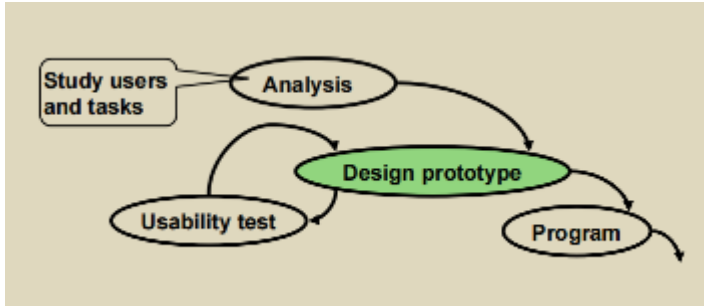 Study users
and tasks
Analysis
Design prototype
Usability test
Program